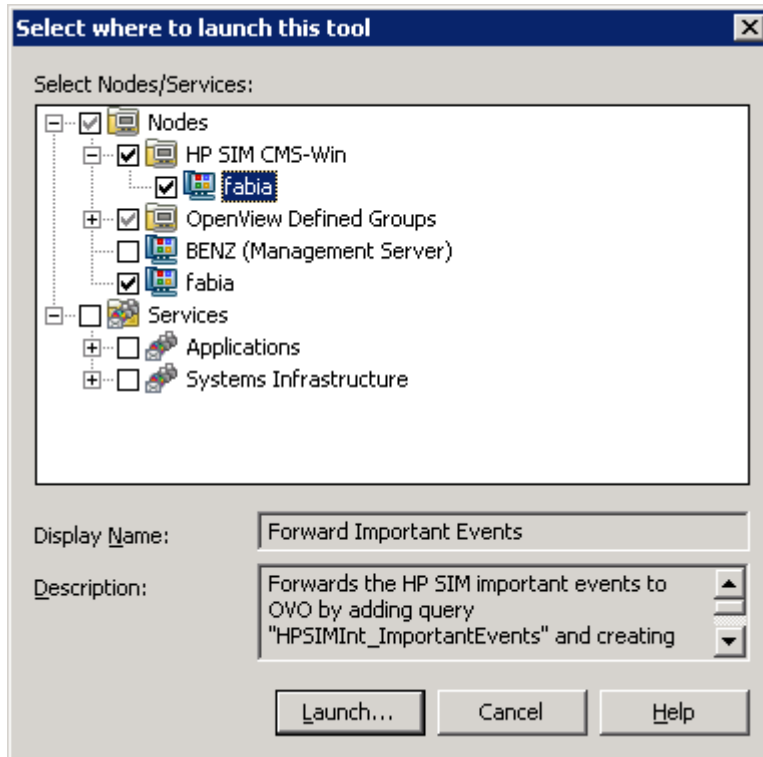 Select where to launch this tool
Select Nodes/Services:
Nodes
HP SIM CMS-Win
fabia
OpenView Defined Groups
BENZ (Management Server)
fabia
Services
Applications
Systems Infrastructure
Display Name:
Forward Important Events
Description:
Forwards the HP SIM important events to
OVO by adding query
"HPSIMInt_ImportantEvents" and creating
Launch... Cancel Help